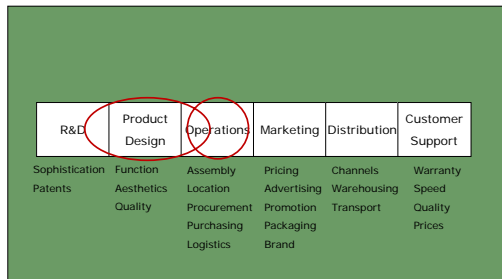 R&D
Product
Design
Operations
Marketing
Distribution
Customer
Support
Sophistication
Patents
Function
Aesthetics
Quality
Assembly
Location
Procurement
Purchasing
Logistics
Pricing
Advertising
Promotion
Packaging
Brand
Channels
Warehousing
Transport
Warranty
Speed
Quality
Prices